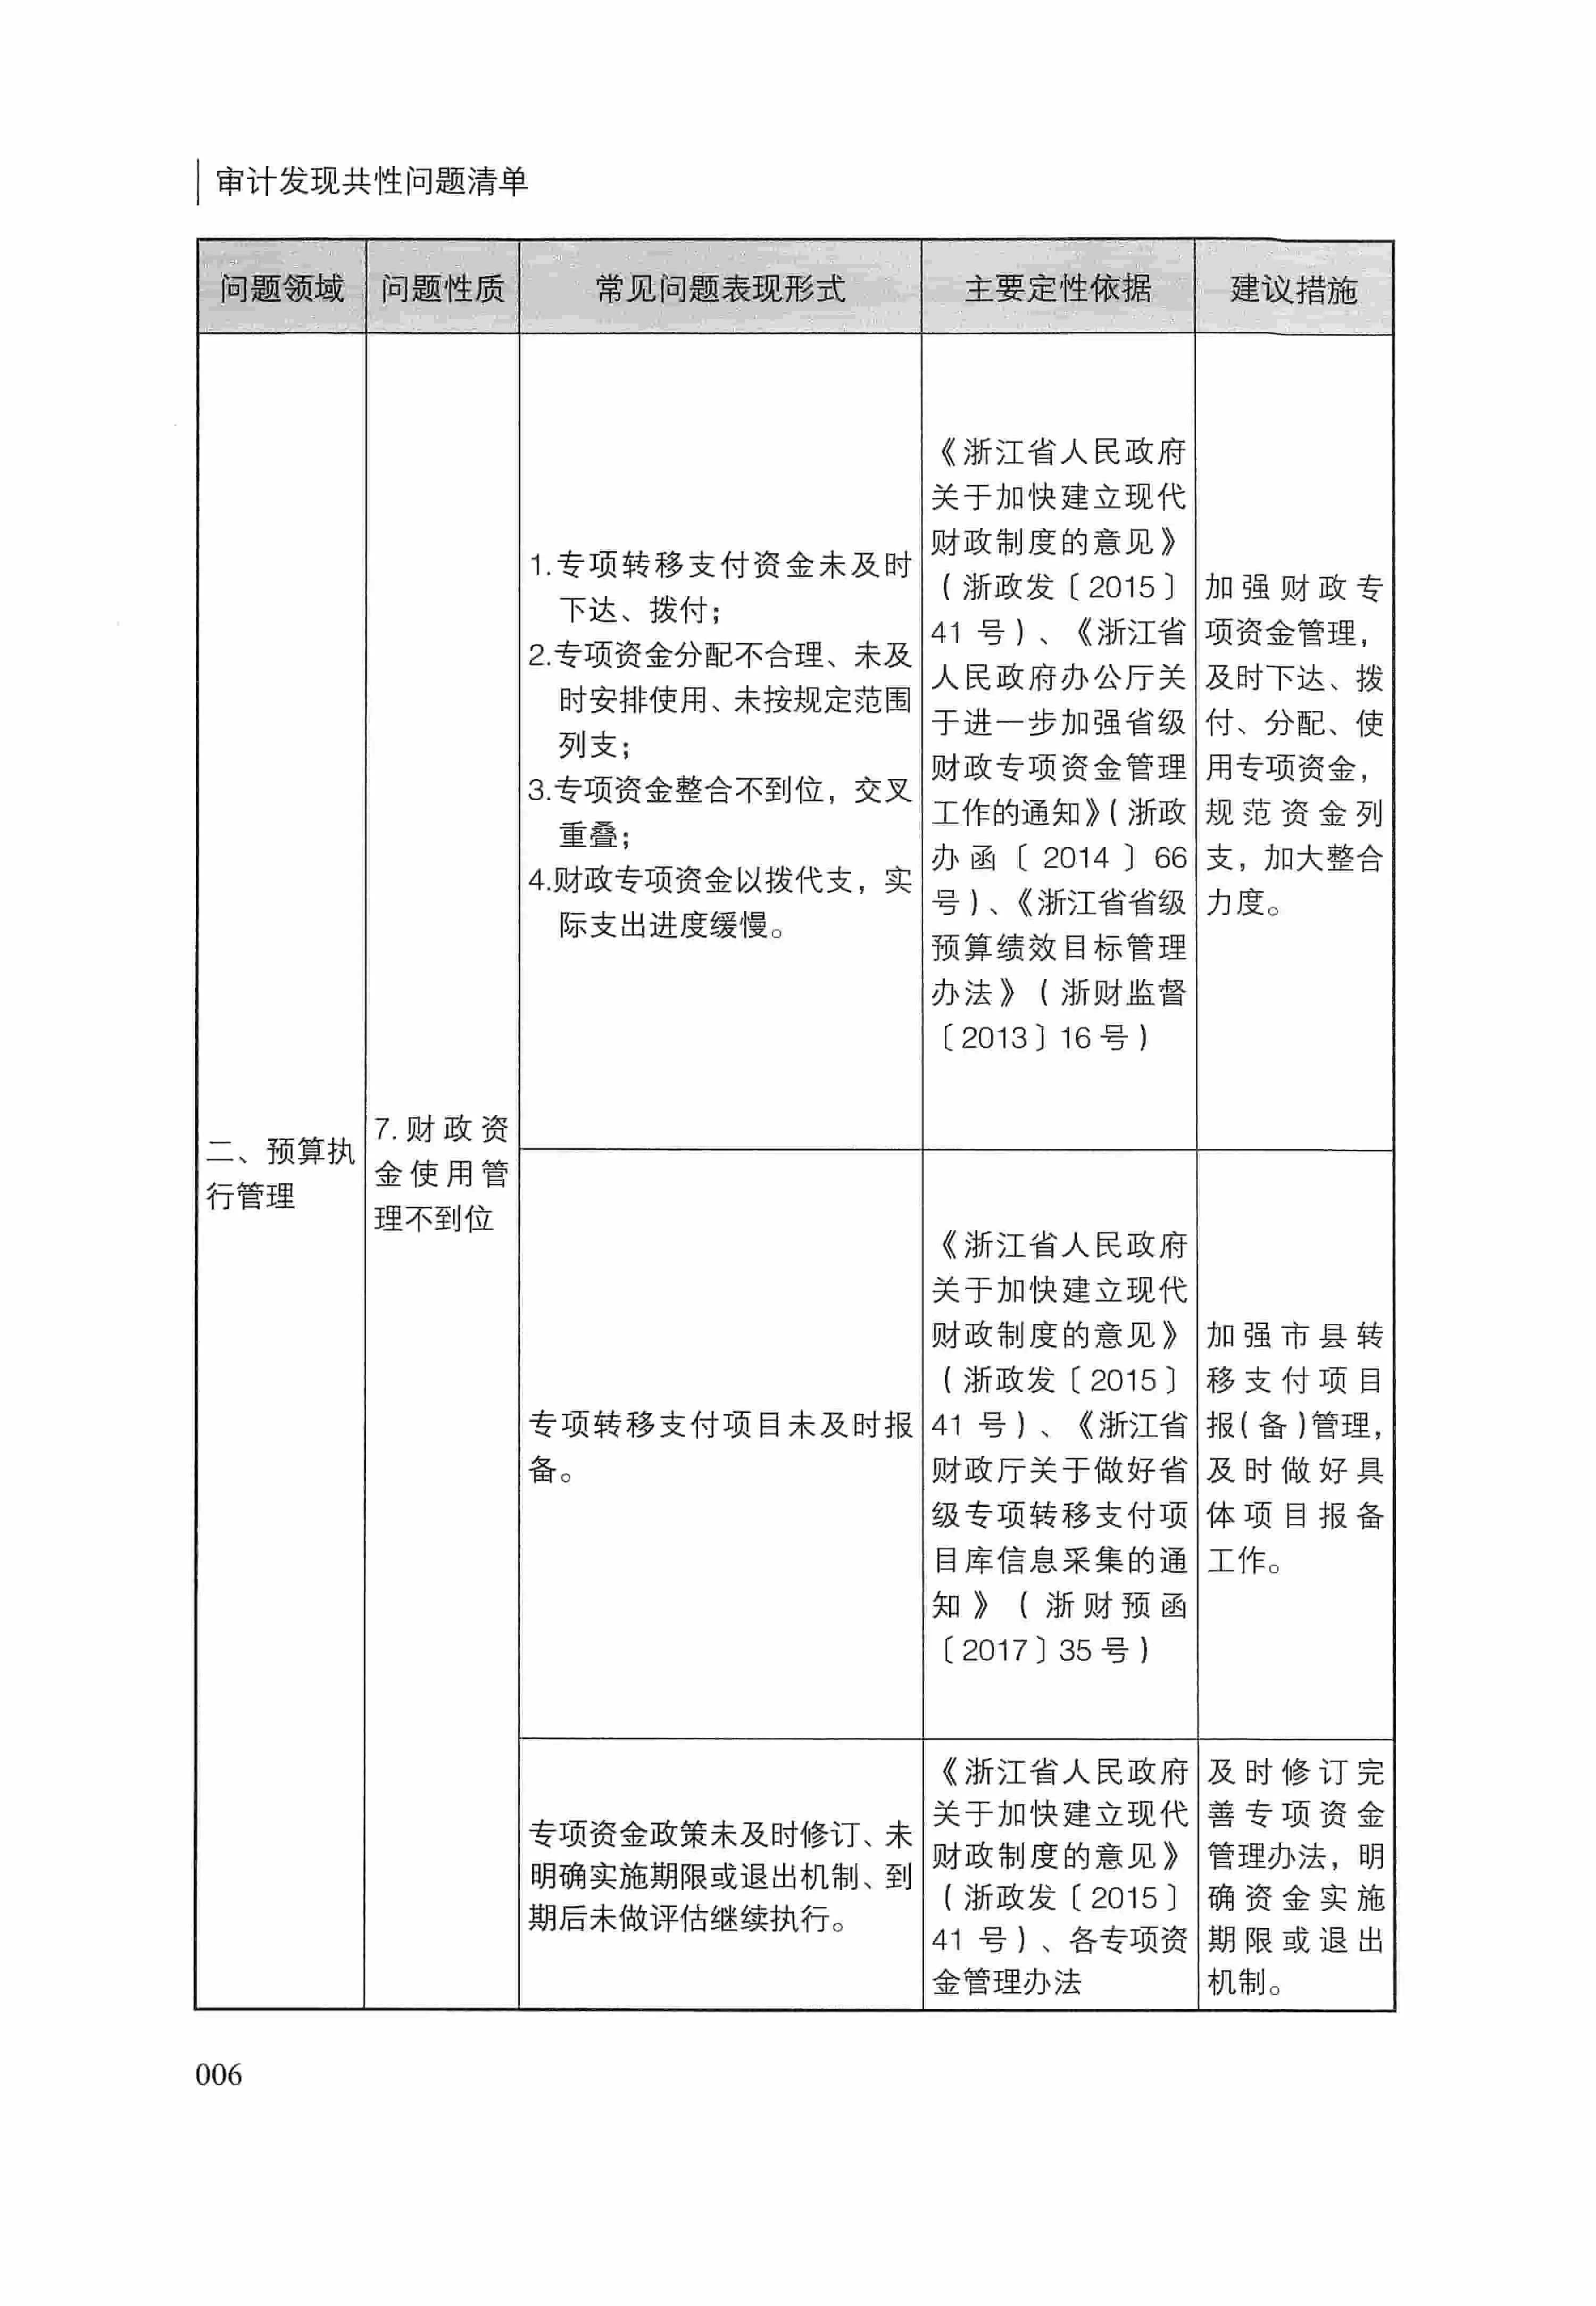 审计发现共性问题清单
问题领域
问题性质
常见问题表现形式
主要定性依据
建议措施
二、预算执
行管理
7.财政资
金使用管
理不到位
1.专项转移支付资金未及时
下达、拨付；
2.专项资金分配不合理、未及
时安排使用、未按规定范围
列支；
3.专项资金整合不到位，交叉
重叠；
4.财政专项资金以拨代支，实
际支出进度缓慢。
《浙江省人民政府
关于加快建立现代
财政制度的意见》
（浙政发〔2015〕
41 号）、《浙江省
人民政府办公厅关
于进一步加强省级
财政专项资金管理
工作的通知》（浙政
办函〔2014〕66
号）、《浙江省省级
预算绩效目标管理
办法》（浙财监督
〔2013〕16 号）
加强财政专
项资金管理，
及时下达、拨
付、分配、使
用专项资金，
规范资金列
支，加大整合
力度。
专项转移支付项目未及时报
备。
《浙江省人民政府
关于加快建立现代
财政制度的意见》
（浙政发〔2015〕
41 号）、《浙江省
财政厅关于做好省
级专项转移支付项
目库信息采集的通
知》（浙财预函
〔2017〕35 号）
加强市县转
移支付项目
报（备）管理，
及时做好具
体项目报备
工作。
专项资金政策未及时修订、未
明确实施期限或退出机制、到
期后未做评估继续执行。
《浙江省人民政府
关于加快建立现代
财政制度的意见》
（浙政发〔2015〕
41 号）、各专项资
金管理办法
及时修订完
善专项资金
管理办法，明
确资金实施
期限或退出
机制。
006